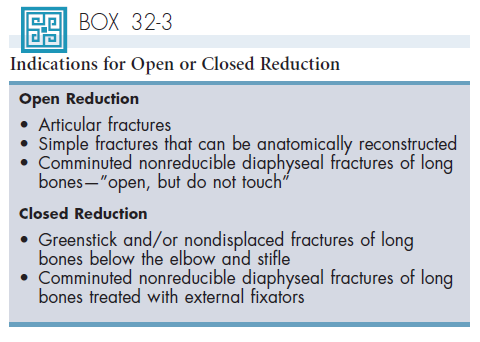 BOX 32-3
Indications for Open or Closed Reduction
Open Reduction
• Articular fractures
• Simple fractures that can be anatomically reconstructed
• Comminuted nonreducible diaphyseal fractures of long
bones—"open, but do not touch"
Closed Reduction
• Greenstick and/or nondisplaced fractures of long
bones below the elbow and stifle
• Comminuted nonreducible diaphyseal fractures of long
bones treated with external fixators